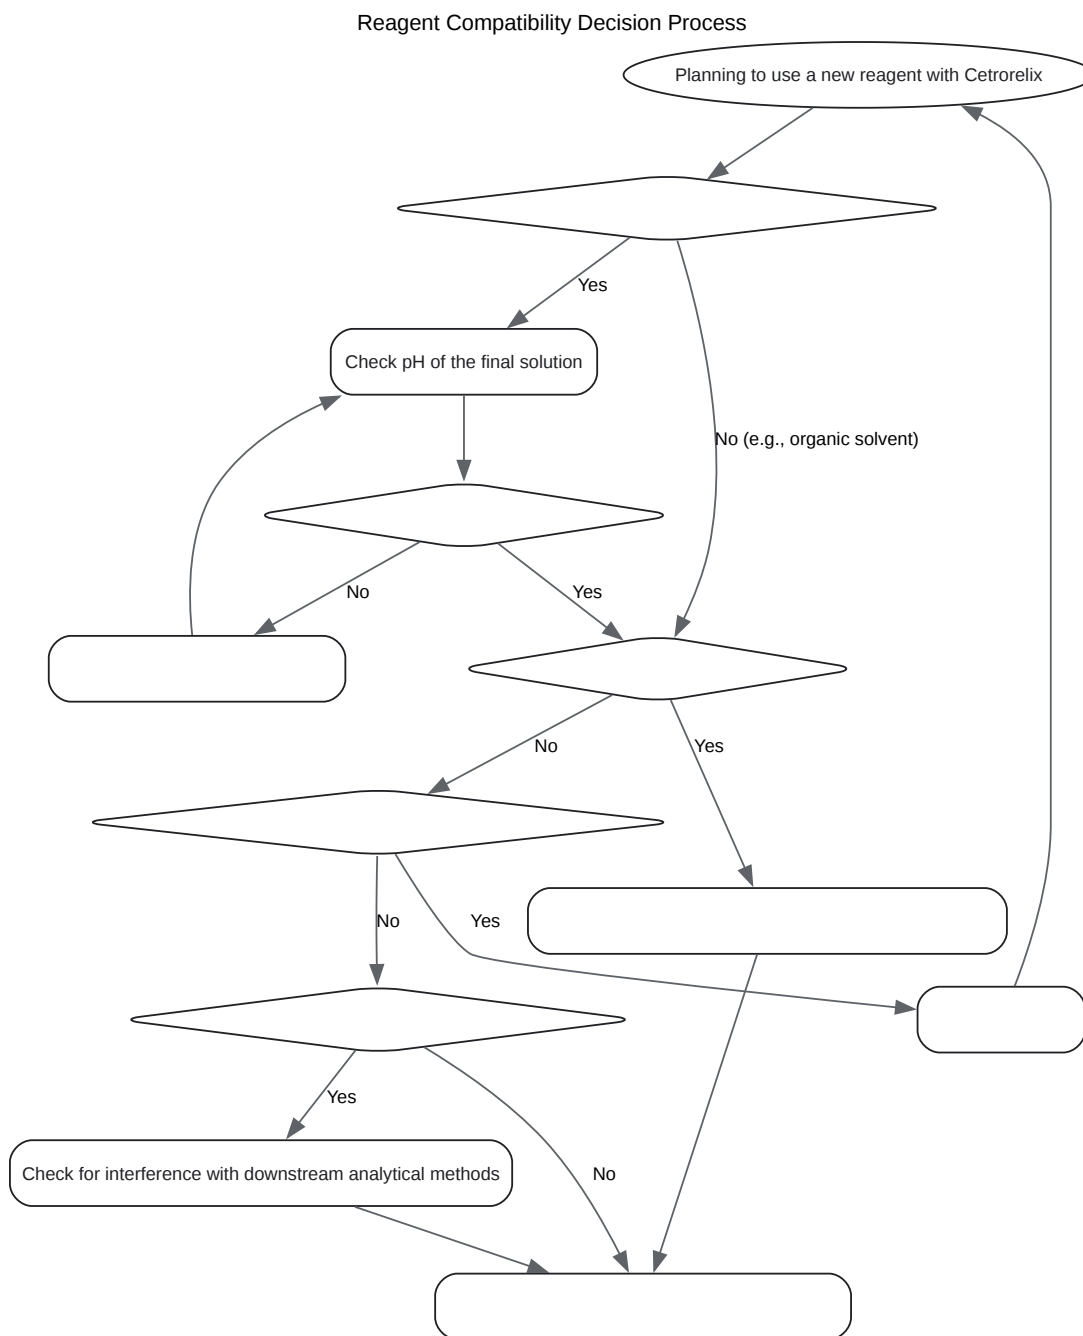 Reagent Compatibility Decision Process
Planning to use a new reagent with Cetrorelix
Yes
Check pH of the final solution
No (e.g., organic solvent)
No
Yes
No
Yes
No
Yes
Yes
Check for interference with downstream analytical methods
No